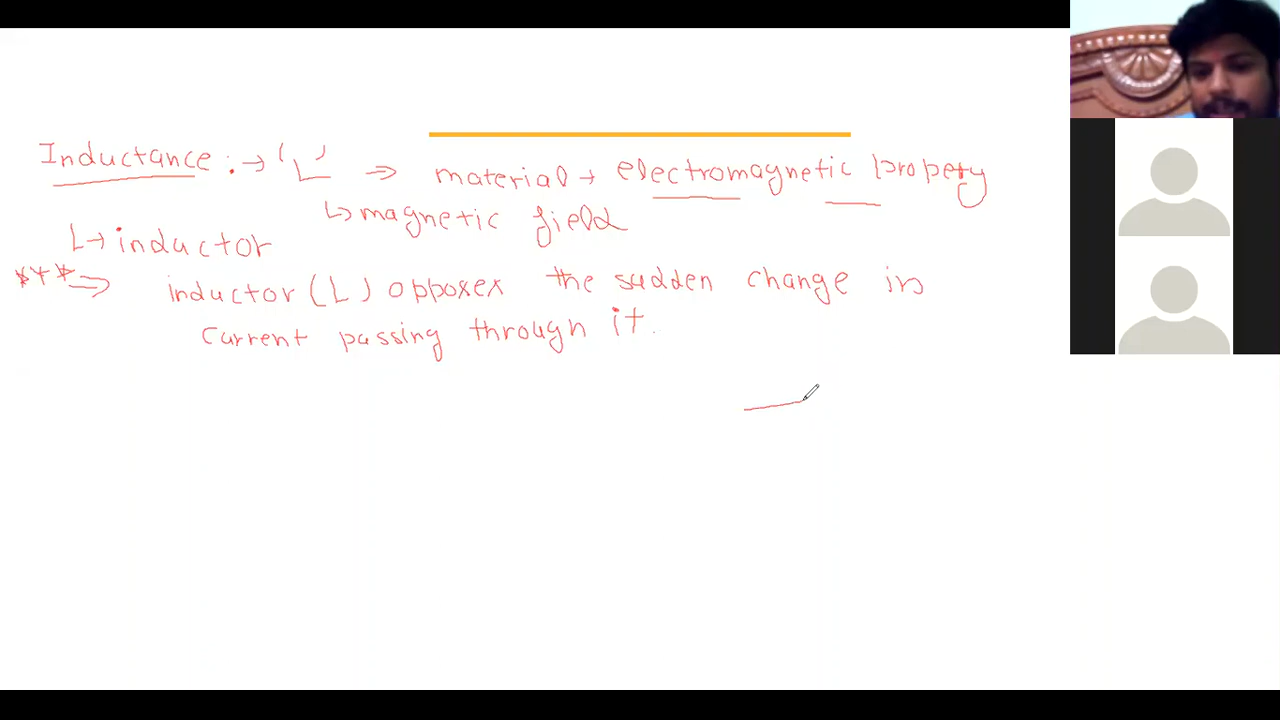 Inductance :→ 'L' ⇒ material → electromagnetic property
↳ magnetic field
L→ inductor
*** ⇒ inductor (L) opposes the sudden change in
current passing through it.